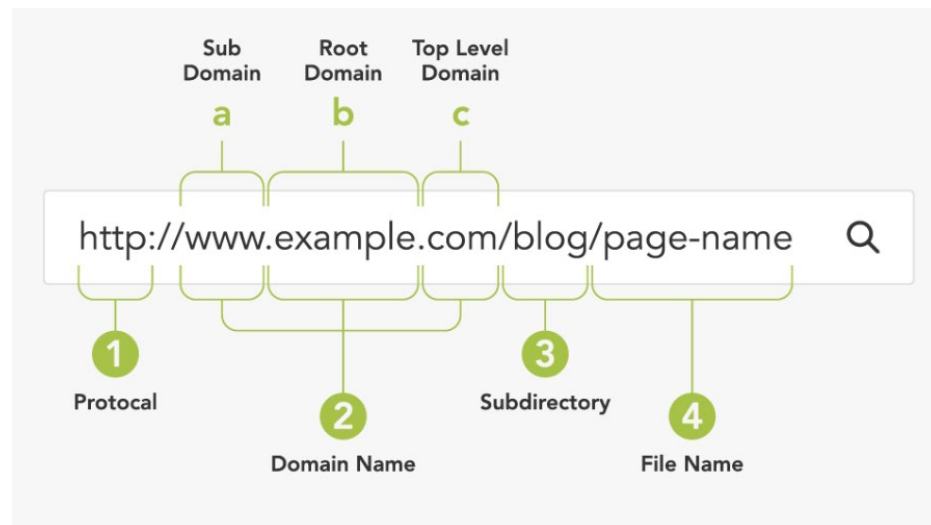 Sub
Domain
Root
Domain
Top Level
Domain
a
b
c
http://www.example.com/blog/page-name
1
Protocal
2
Domain Name
3
Subdirectory
4
File Name